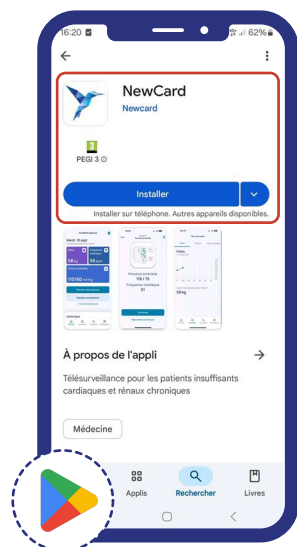 16:20
62%
NewCard
Newcard
3
PEGI 3
Installer
Installer sur téléphone. Autres appareils disponibles.
À propos de l'appli
Télésurveillance pour les patients insuffisants
cardiaques et rénaux chroniques
Médecine
Applis
Rechercher
Livres